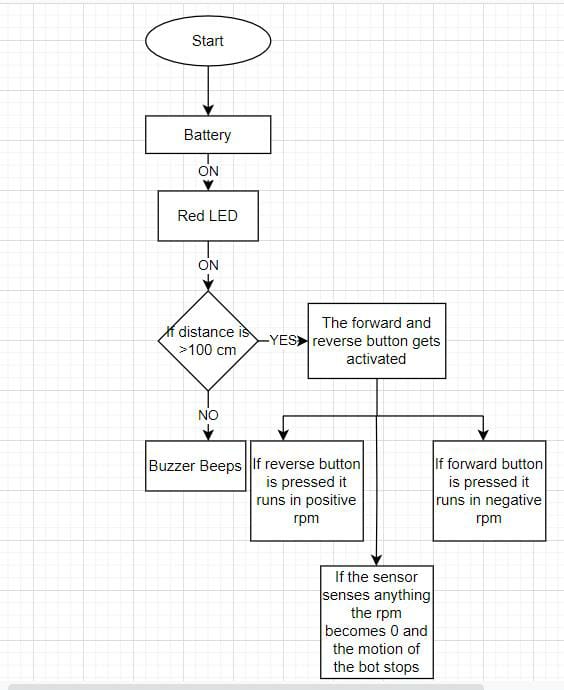 Start
Battery
ON
Red LED
ON
If distance is
>100 cm
YES
The forward and
reverse button gets
activated
NO
Buzzer Beeps
If reverse button
is pressed it
runs in positive
rpm
If forward button
is pressed it
runs in negative
rpm
If the sensor
senses anything
the rpm
becomes 0 and
the motion of
the bot stops